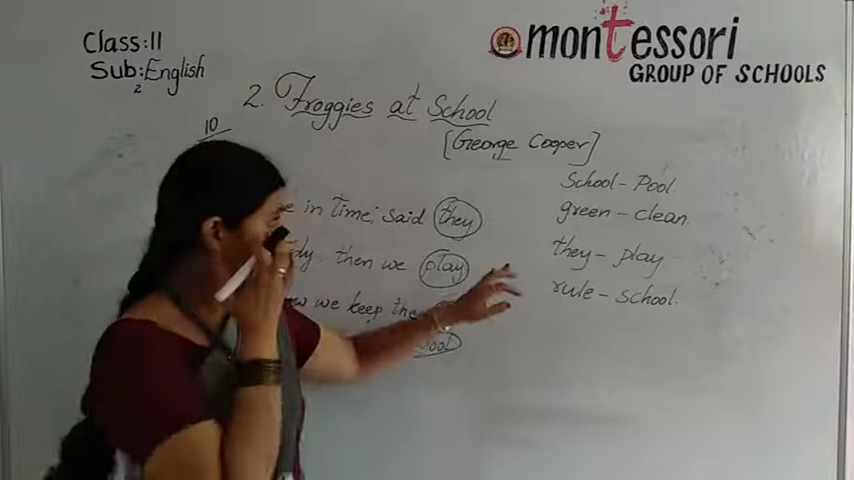 Class:II
Sub:English
2
montessori
GROUP OF SCHOOLS
2. Froggies at School
[George Cooper]
10
in time; said they
then we play
we keep the
School - Pool.
green - clean.
they - play
rule - school.